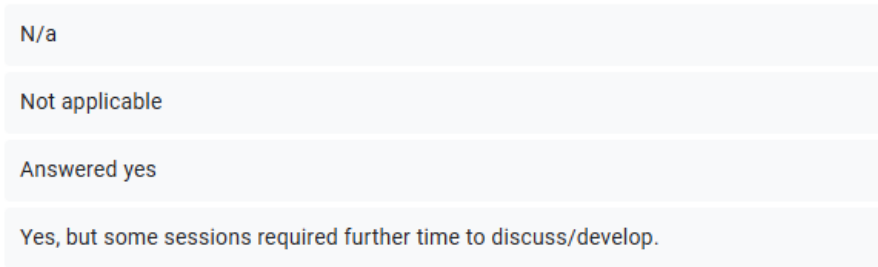 N/a
Not applicable
Answered yes
Yes, but some sessions required further time to discuss/develop.